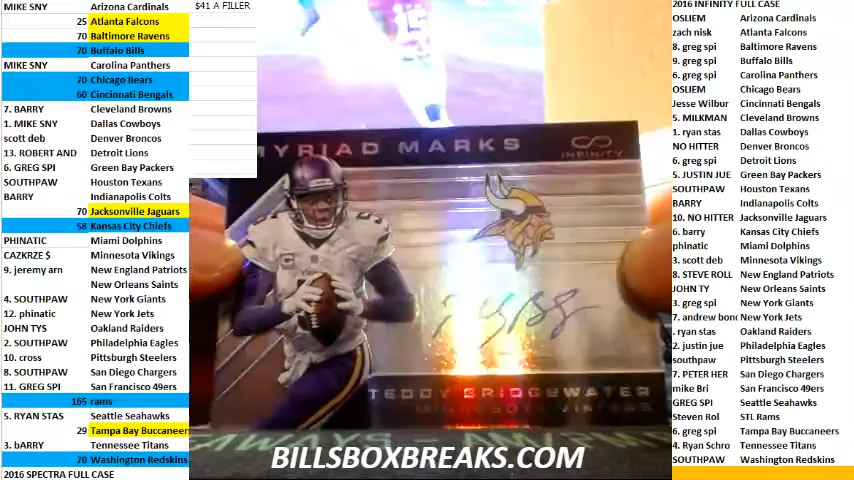 MIKE SNY Arizona Cardinals
25 Atlanta Falcons
70 Baltimore Ravens
70 Buffalo Bills
MIKE SNY Carolina Panthers
70 Chicago Bears
60 Cincinnati Bengals
7. BARRY Cleveland Browns
1. MIKE SNY Dallas Cowboys
scott deb Denver Broncos
13. ROBERT AND Detroit Lions
6. GREG SPI Green Bay Packers
SOUTHPAW Houston Texans
BARRY Indianapolis Colts
70 Jacksonville Jaguars
58 Kansas City Chiefs
PHINATIC Miami Dolphins
CAZKRZE $ Minnesota Vikings
9. jeremy arn New England Patriots
New Orleans Saints
4. SOUTHPAW New York Giants
12. phinatic New York Jets
JOHN TYS Oakland Raiders
2. SOUTHPAW Philadelphia Eagles
10. cross Pittsburgh Steelers
8. SOUTHPAW San Diego Chargers
11. GREG SPI San Francisco 49ers
165 rams
5. RYAN STAS Seattle Seahawks
29 Tampa Bay Buccaneer
3. bARRY Tennessee Titans
70 Washington Redskins
2016 SPECTRA FULL CASE
$41 A FILLER
MYRIAD MARKS
INFINITY
TEDDY BRIDGEWATER
MINNESOTA VIKINGS
BILLSBOXBREAKS.COM
2016 INFINITY FULL CASE
OSLIEM Arizona Cardinals
zach nisk Atlanta Falcons
8. greg spi Baltimore Ravens
9. greg spi Buffalo Bills
6. greg spi Carolina Panthers
OSLIEM Chicago Bears
Jesse Wilbur Cincinnati Bengals
5. MILKMAN Cleveland Browns
1. ryan stas Dallas Cowboys
NO HITTER Denver Broncos
6. greg spi Detroit Lions
5. JUSTIN JUE Green Bay Packers
SOUTHPAW Houston Texans
BARRY Indianapolis Colts
10. NO HITTER Jacksonville Jaguars
6. barry Kansas City Chiefs
phinatic Miami Dolphins
3. scott deb Minnesota Vikings
8. STEVE ROLL New England Patriots
JOHN TY New Orleans Saints
3. greg spi New York Giants
7. andrew bond New York Jets
. ryan stas Oakland Raiders
2. justin jue Philadelphia Eagles
southpaw Pittsburgh Steelers
7. PETER HER San Diego Chargers
mike Bri San Francisco 49ers
GREG SPI Seattle Seahawks
Steven Rol STL Rams
6. greg spi Tampa Bay Buccaneers
4. Ryan Schro Tennessee Titans
SOUTHPAW Washington Redskins